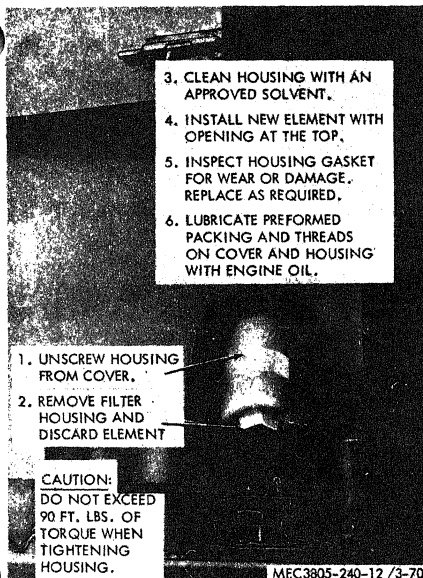 3. CLEAN HOUSING WITH AN
APPROVED SOLVENT.
4. INSTALL NEW ELEMENT WITH
OPENING AT THE TOP.
5. INSPECT HOUSING GASKET
FOR WEAR OR DAMAGE.
REPLACE AS REQUIRED.
6. LUBRICATE PREFORMED
PACKING AND THREADS
ON COVER AND HOUSING
WITH ENGINE OIL.
1. UNSCREW HOUSING
FROM COVER.
2. REMOVE FILTER
HOUSING AND
DISCARD ELEMENT
CAUTION:
DO NOT EXCEED
90 FT. LBS. OF
TORQUE WHEN
TIGHTENING
HOUSING.
MEC3805-240-12 /3-70